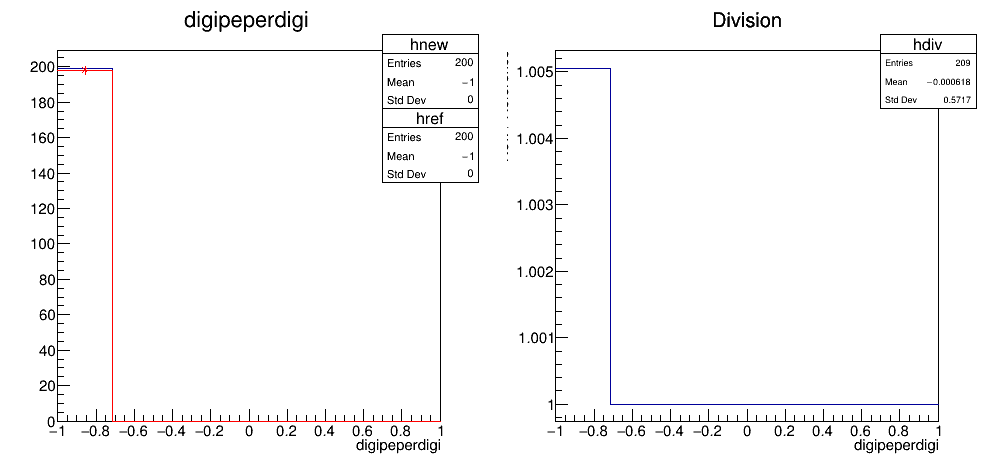 digipeperdigi
hnew
Entries 200
Mean −1
Std Dev 0
href
Entries 200
Mean −1
Std Dev 0
200
180
160
140
120
100
80
60
40
20
0
−1 −0.8 −0.6 −0.4 −0.2 0 0.2 0.4 0.6 0.8 1
digipeperdigi
Division
hdiv
Entries 209
Mean −0.000618
Std Dev 0.5717
1.005
1.004
1.003
1.002
1.001
1
−1 −0.8 −0.6 −0.4 −0.2 0 0.2 0.4 0.6 0.8 1
digipeperdigi